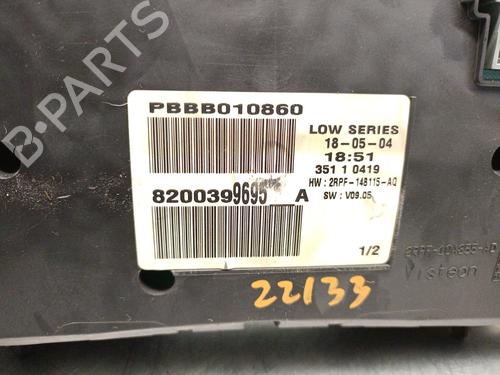 PBBB010860
LOW SERIES
18-05-04
18:51
351 1 0419
HW : 2RPF-14B115-AQ
SW : V09.05
8200399695 A
1/2
Visteon
22133